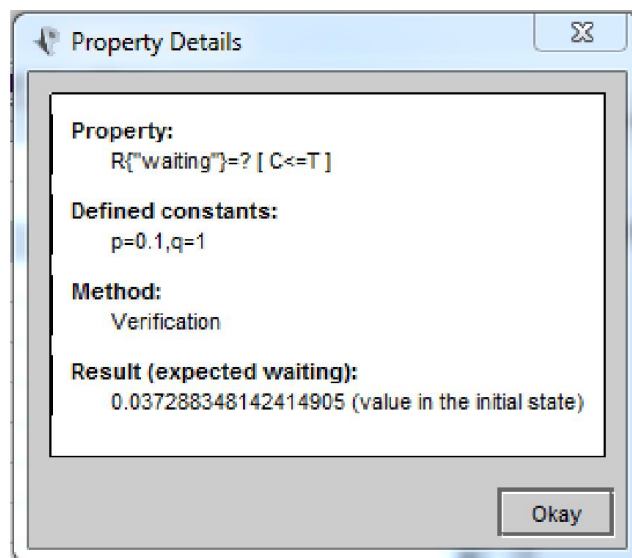 Property Details
Property:
R{"waiting"}=? [ C<=T ]
Defined constants:
p=0.1,q=1
Method:
Verification
Result (expected waiting):
0.037288348142414905 (value in the initial state)
Okay